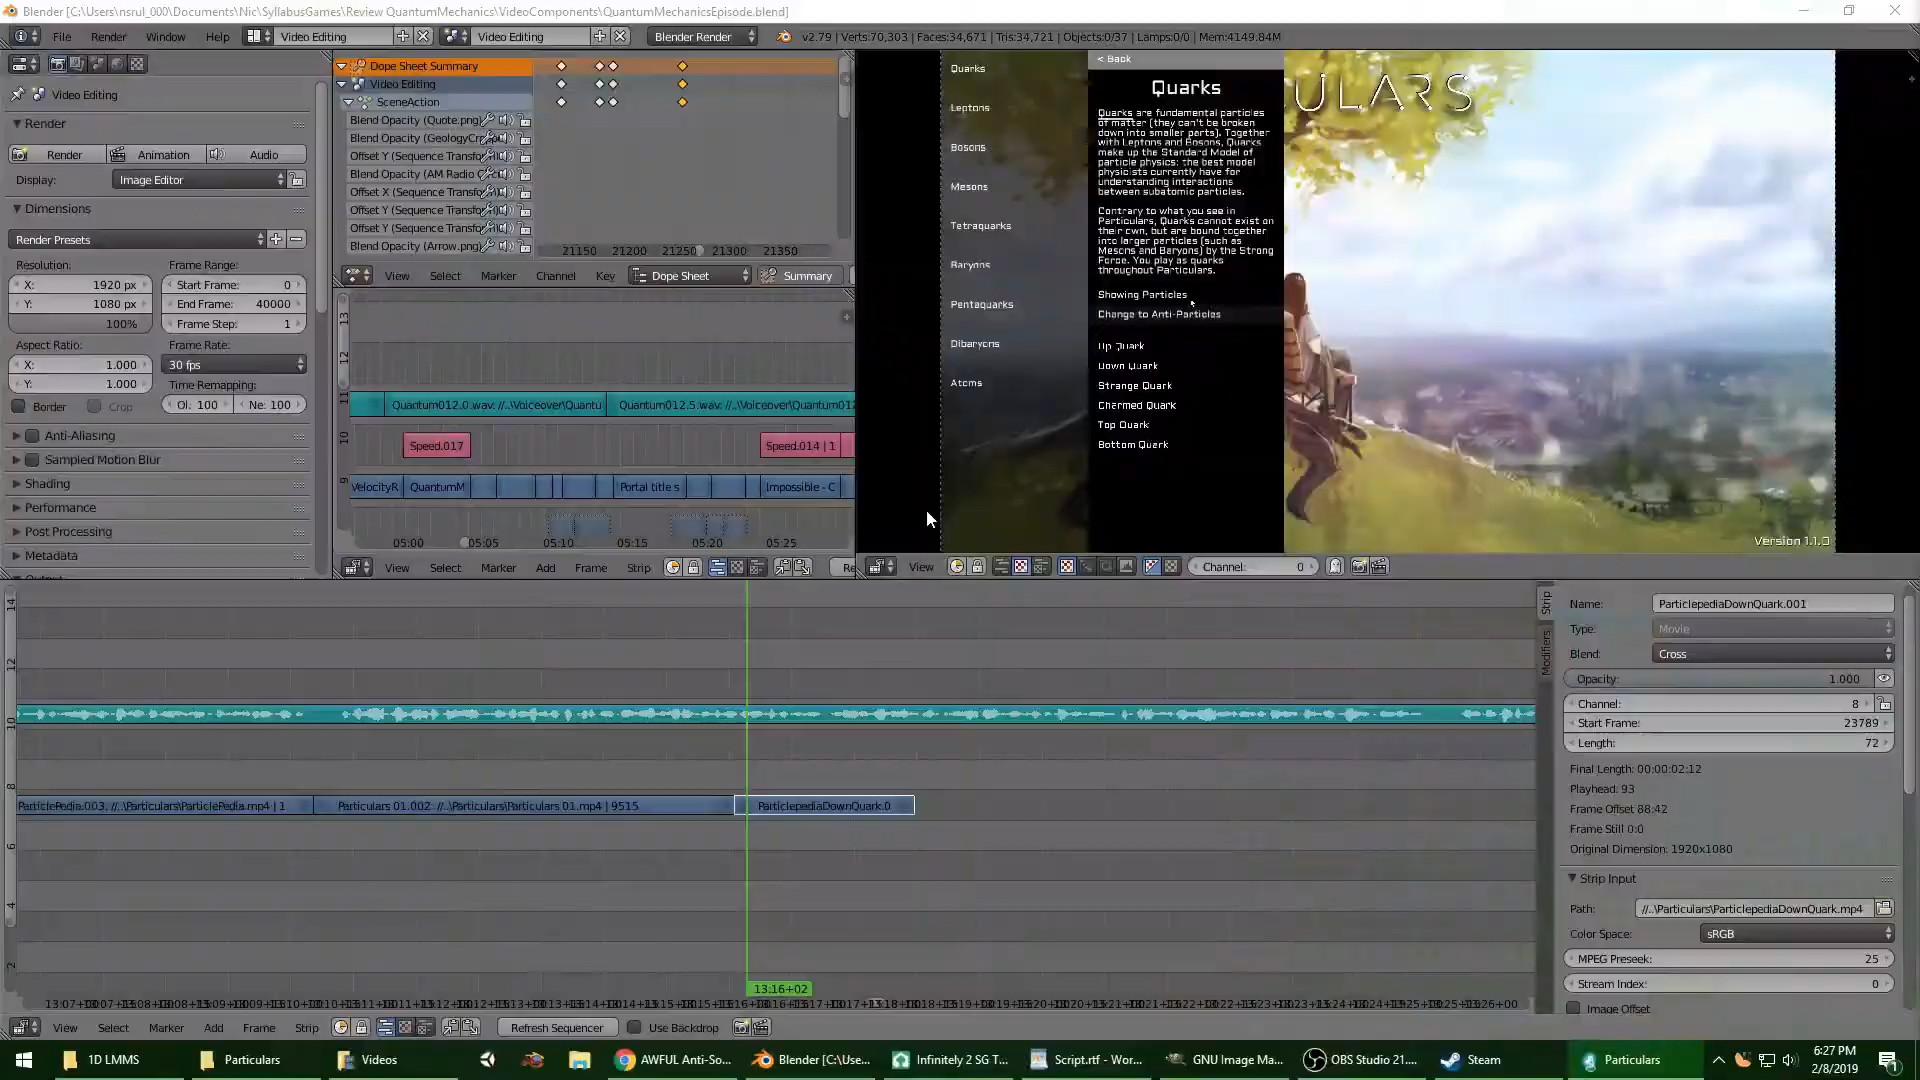 Blender [C:\Users\nsrul_000\Documents\Nic\SyllabusGames\Review QuantumMechanics\VideoComponents\QuantumMechanicsEpisode.blend]
File Render Window Help Video Editing Video Editing Blender Render v2.79 | Verts:70,303 | Faces:34,671 | Tris:34,721 | Objects:0/37 | Lamps:0/0 | Mem:4149.84M
Video Editing
Render
Render Animation Audio
Display: Image Editor
Dimensions
Render Presets
Resolution: Frame Range:
X: 1920 px Start Frame: 0
Y: 1080 px End Frame: 40000
100% Frame Step: 1
Aspect Ratio: Frame Rate:
X: 1.000 30 fps
Y: 1.000 Time Remapping:
Border Crop Ol: 100 Ne: 100
Anti-Aliasing
Sampled Motion Blur
Shading
Performance
Post Processing
Metadata
Dope Sheet Summary
Video Editing
SceneAction
Blend Opacity (Quote.png)
Blend Opacity (GeologyCr
Offset Y (Sequence Transfo
Blend Opacity (AM Radio
Offset X (Sequence Transfo
Offset Y (Sequence Transfo
Offset Y (Sequence Transfo
Blend Opacity (Arrow.png)
21150 21200 21250 21300 21350
View Select Marker Channel Key Dope Sheet Summary
13
12
11
10
9
Quantum012.0.wav: //..\Voiceover\Quantu Quantum012.5.wav: //..\Voiceover\Quantum012
Speed.017 Speed.014 | 1
VelocityR QuantumM Portal title s Impossible - C
05:00 05:05 05:10 05:15 05:20 05:25
View Select Marker Add Frame Strip Re
Quarks
Leptons
Bosons
Mesons
Tetraquarks
Baryons
Pentaquarks
Dibaryons
Atoms
< Back
Quarks
Quarks are fundamental particles
of matter (they can't be broken
down into smaller parts). Together
with Leptons and Bosons, Quarks
make up the Standard Model of
particle physics: the best model
physicists currently have for
understanding interactions
between subatomic particles.
Contrary to what you see in
Particulars, Quarks cannot exist on
their own, but are bound together
into larger particles (such as
Mesons and Baryons) by the Strong
Force. You play as quarks
throughout Particulars.
Showing Particles
Change to Anti-Particles
Up Quark
Down Quark
Strange Quark
Charmed Quark
Top Quark
Bottom Quark
ULARS
Version 1.1.0
View Channel: 0
14
12
10
8
6
4
2
ParticlePedia.003, //..\Particulars\ParticlePedia.mp4 | 1 Particulars 01.002 //..\Particulars\Particulars 01.mp4 | 9515 ParticlepediaDownQuark.0
13:16+02
View Select Marker Add Frame Strip Refresh Sequencer Use Backdrop
Strip
Modifiers
Name: ParticlepediaDownQuark.001
Type: Movie
Blend: Cross
Opacity: 1.000
Channel: 8
Start Frame: 23789
Length: 72
Final Length: 00:00:02:12
Playhead: 93
Frame Offset 88:42
Frame Still 0:0
Original Dimension: 1920x1080
Strip Input
Path: //..\Particulars\ParticlepediaDownQuark.mp4
Color Space: sRGB
MPEG Preseek: 25
Stream Index: 0
Image Offset
1D LMMS Particulars Videos AWFUL Anti-So... Blender [C:\Use... Infinitely 2 SG T... Script.rtf - Wor... GNU Image Ma... OBS Studio 21.... Steam Particulars 6:27 PM
2/8/2019